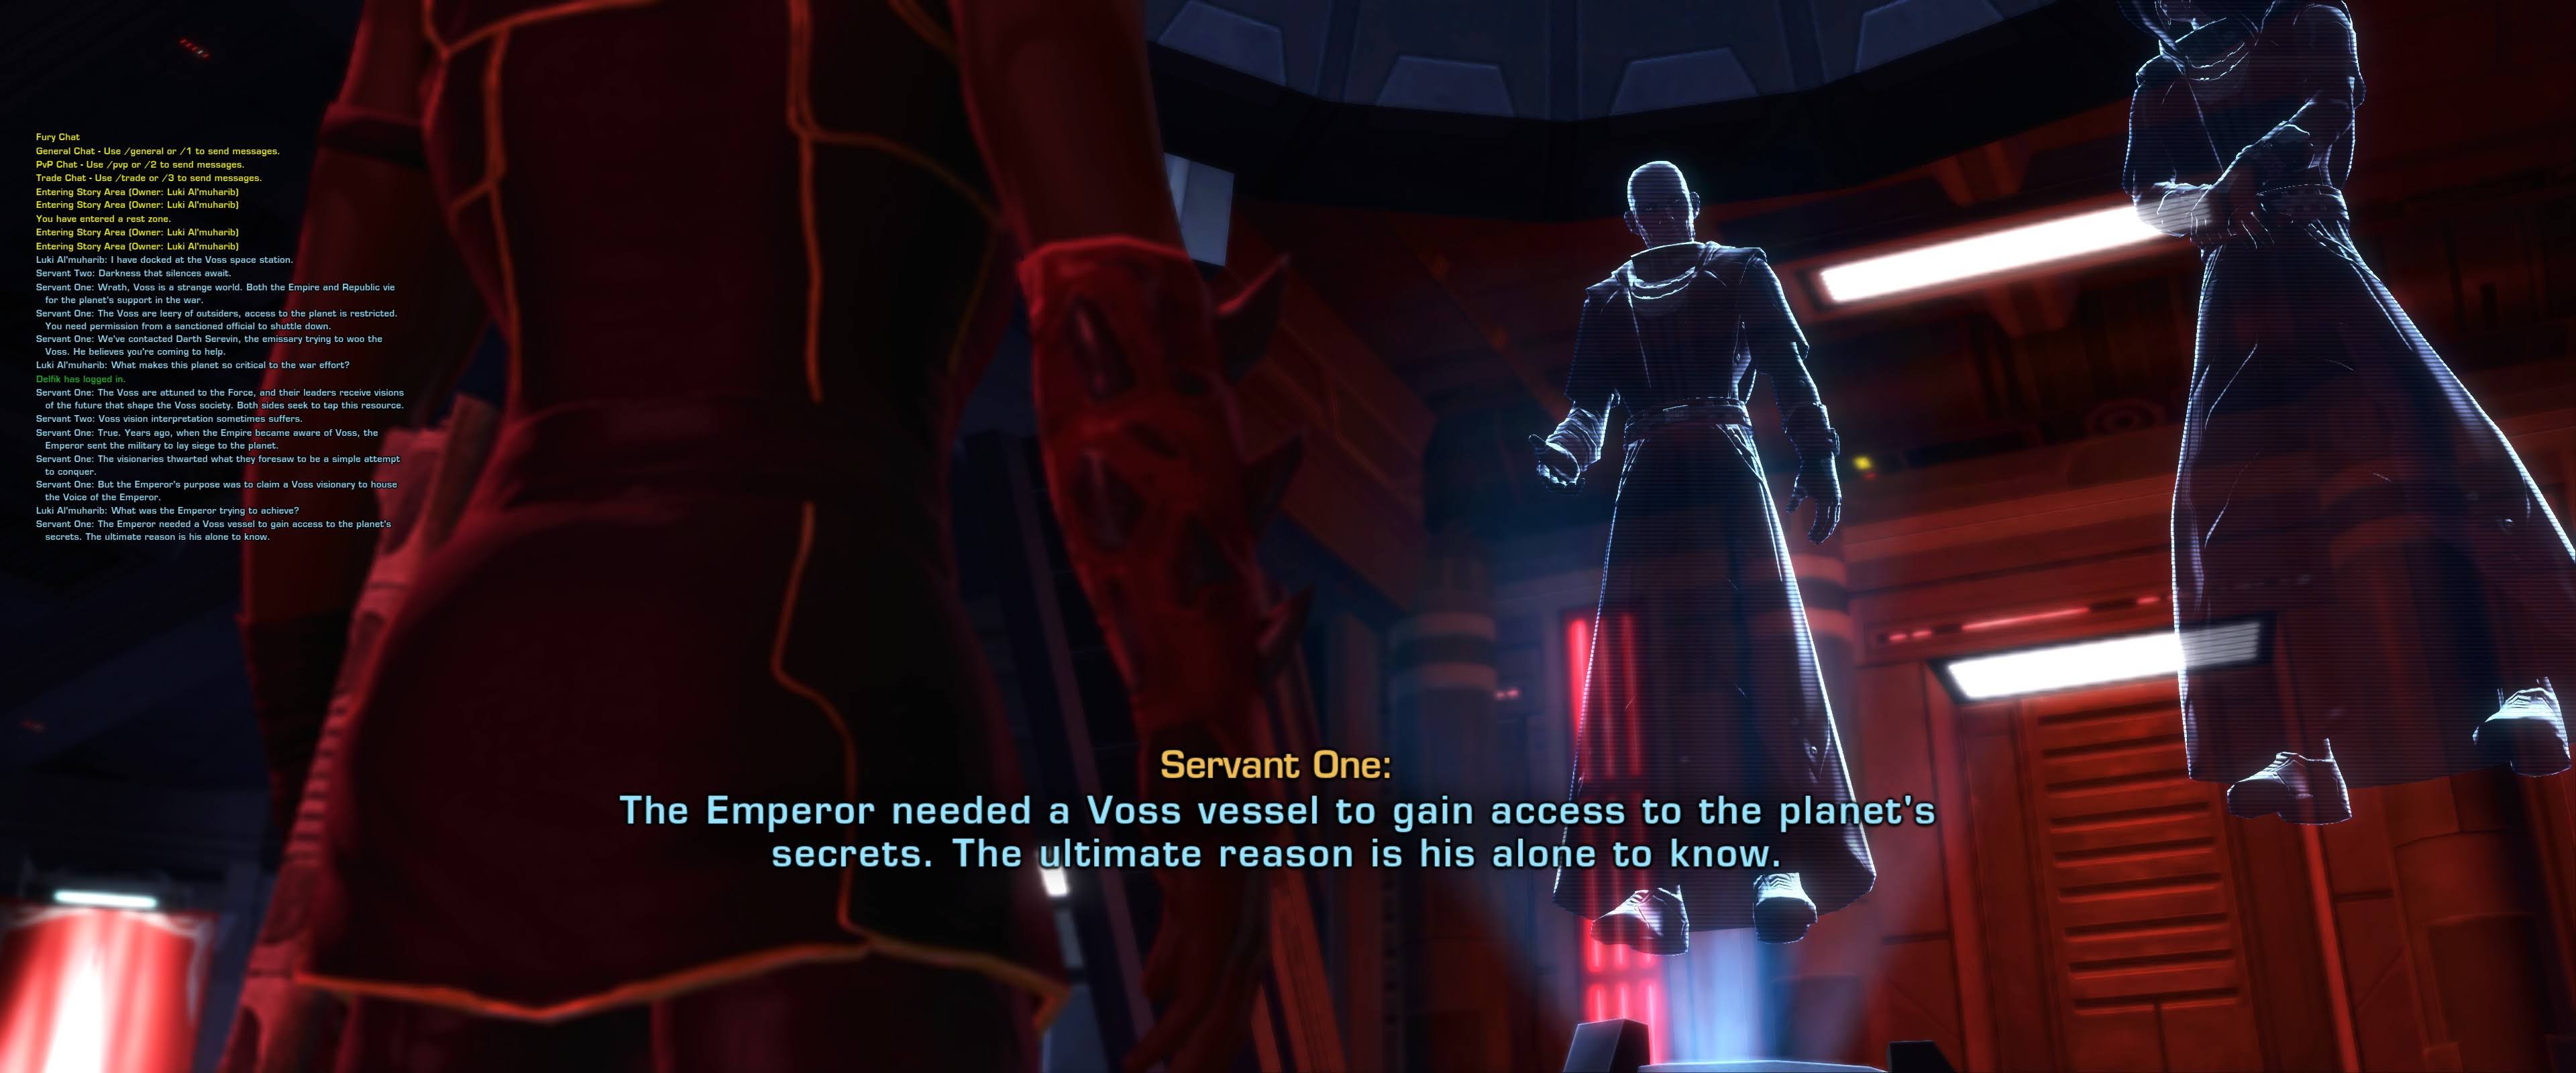 Fury Chat
General Chat - Use /general or /1 to send messages.
PvP Chat - Use /pvp or /2 to send messages.
Trade Chat - Use /trade or /3 to send messages.
Entering Story Area (Owner: Luki Al'muharib)
Entering Story Area (Owner: Luki Al'muharib)
You have entered a rest zone.
Entering Story Area (Owner: Luki Al'muharib)
Entering Story Area (Owner: Luki Al'muharib)
Luki Al'muharib: I have docked at the Voss space station.
Servant Two: Darkness that silences await.
Servant One: Wrath, Voss is a strange world. Both the Empire and Republic vie
for the planet's support in the war.
Servant One: The Voss are leery of outsiders, access to the planet is restricted.
You need permission from a sanctioned official to shuttle down.
Servant One: We've contacted Darth Serevin, the emissary trying to woo the
Voss. He believes you're coming to help.
Luki Al'muharib: What makes this planet so critical to the war effort?
Delfik has logged in.
Servant One: The Voss are attuned to the Force, and their leaders receive visions
of the future that shape the Voss society. Both sides seek to tap this resource.
Servant Two: Voss vision interpretation sometimes suffers.
Servant One: True. Years ago, when the Empire became aware of Voss, the
Emperor sent the military to lay siege to the planet.
Servant One: The visionaries thwarted what they foresaw to be a simple attempt
to conquer.
Servant One: But the Emperor's purpose was to claim a Voss visionary to house
the Voice of the Emperor.
Luki Al'muharib: What was the Emperor trying to achieve?
Servant One: The Emperor needed a Voss vessel to gain access to the planet's
secrets. The ultimate reason is his alone to know.
Servant One:
The Emperor needed a Voss vessel to gain access to the planet's
secrets. The ultimate reason is his alone to know.